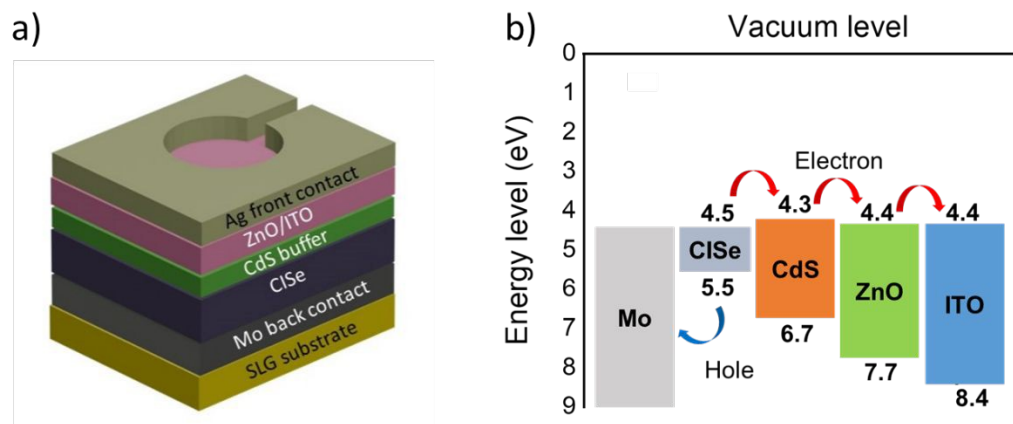 a)
Ag front contact
ZnO/ITO
CdS buffer
CISe
Mo back contact
SLG substrate
b)
Vacuum level
Energy level (eV)
0
1
2
3
4
5
6
7
8
9
Electron
4.5
4.3
4.4
4.4
CISe
CdS
ZnO
ITO
Mo
5.5
6.7
7.7
8.4
Hole